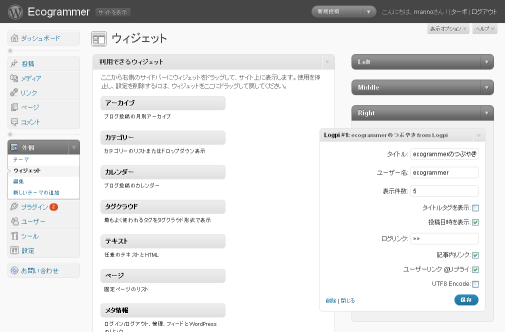 Ecogrammer サイトを表示
新規投稿
こんにちは、mannoさん | ターボ | ログアウト
表示オプション
ヘルプ
ダッシュボード
投稿
メディア
リンク
ページ
コメント
外観
テーマ
ウィジェット
編集
新しいテーマの追加
プラグイン 2
ユーザー
ツール
設定
お問い合わせ
ウィジェット
利用できるウィジェット
ここから右側のサイドバーにウィジェットをドラッグして、サイト上に表示します。使用を停
止し、設定を削除するには、ウィジェットをここにドラッグして戻してください。
アーカイブ
ブログ投稿の月別アーカイブ
カテゴリー
カテゴリーのリストまたはドロップダウン表示
カレンダー
ブログ投稿のカレンダー
タグクラウド
最もよく使われるタグをタグクラウド形式で表示
テキスト
任意のテキストとHTML
ページ
固定ページのリスト
メタ情報
ログイン/ログアウト、管理、フィードとWordPress
のリンク
Left
Middle
Right
Logpi #1: ecogrammerのつぶやき from Logpi
タイトル: ecogrammerのつぶやき
ユーザー名: ecogrammer
表示件数: 5
タイトルタグを表示:
投稿日時を表示:
ログリンク: >>
記事内リンク:
ユーザーリンク @リプライ:
UTF8 Encode:
削除 | 閉じる
保存